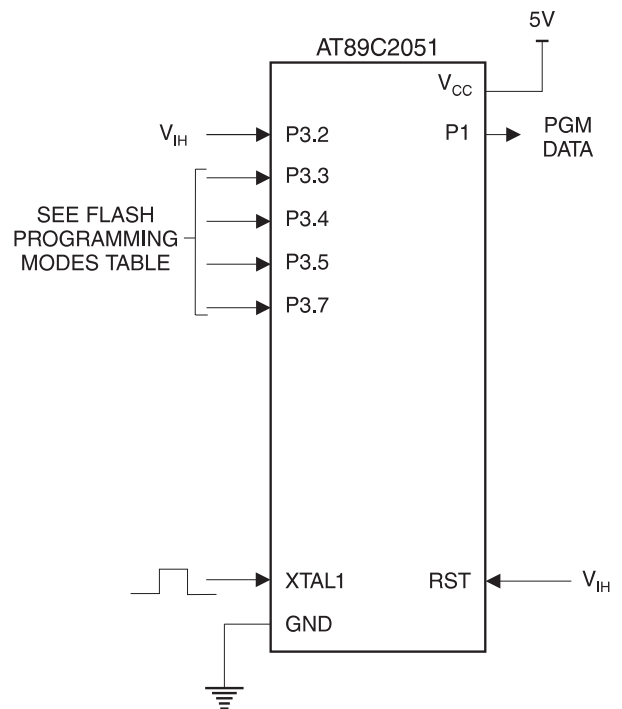 5V
AT89C2051
VCC
VIH
P3.2
P1
PGM
DATA
P3.3
SEE FLASH
PROGRAMMING
MODES TABLE
P3.4
P3.5
P3.7
XTAL1
RST
VIH
GND